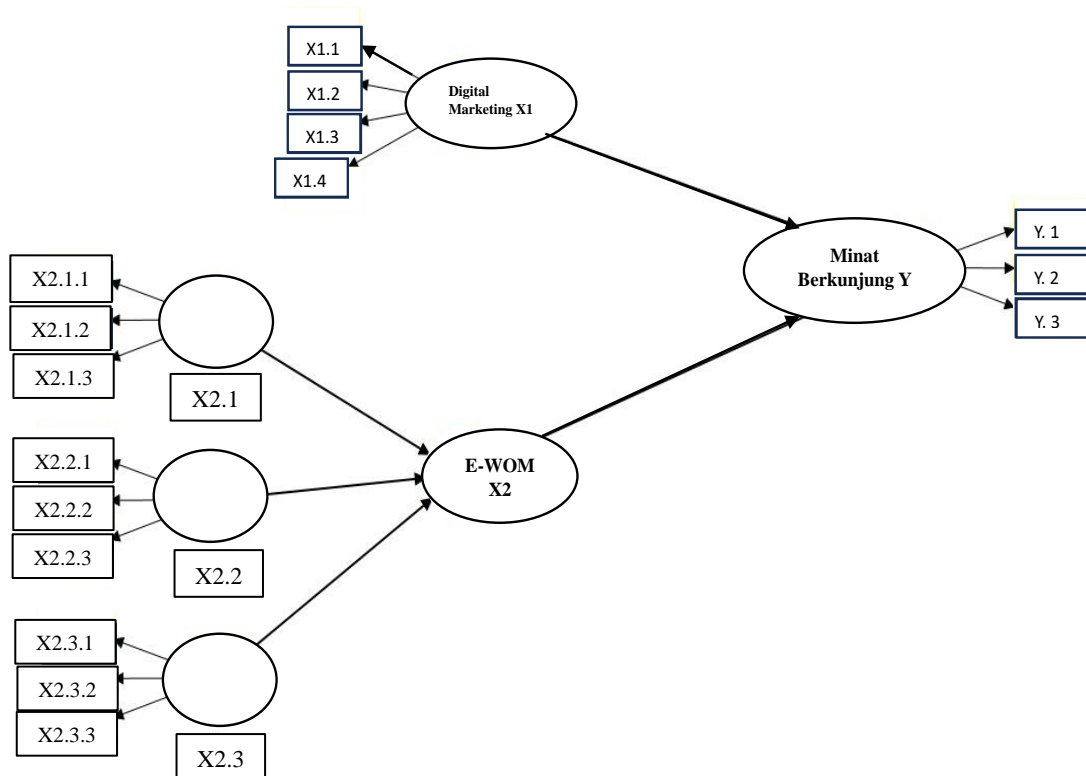 X1.1
X1.2
X1.3
X1.4
Digital
Marketing X1
Minat
Berkunjung Y
Y. 1
Y. 2
Y. 3
X2.1.1
X2.1.2
X2.1.3
X2.1
X2.2.1
X2.2.2
X2.2.3
X2.2
E-WOM
X2
X2.3.1
X2.3.2
X2.3.3
X2.3